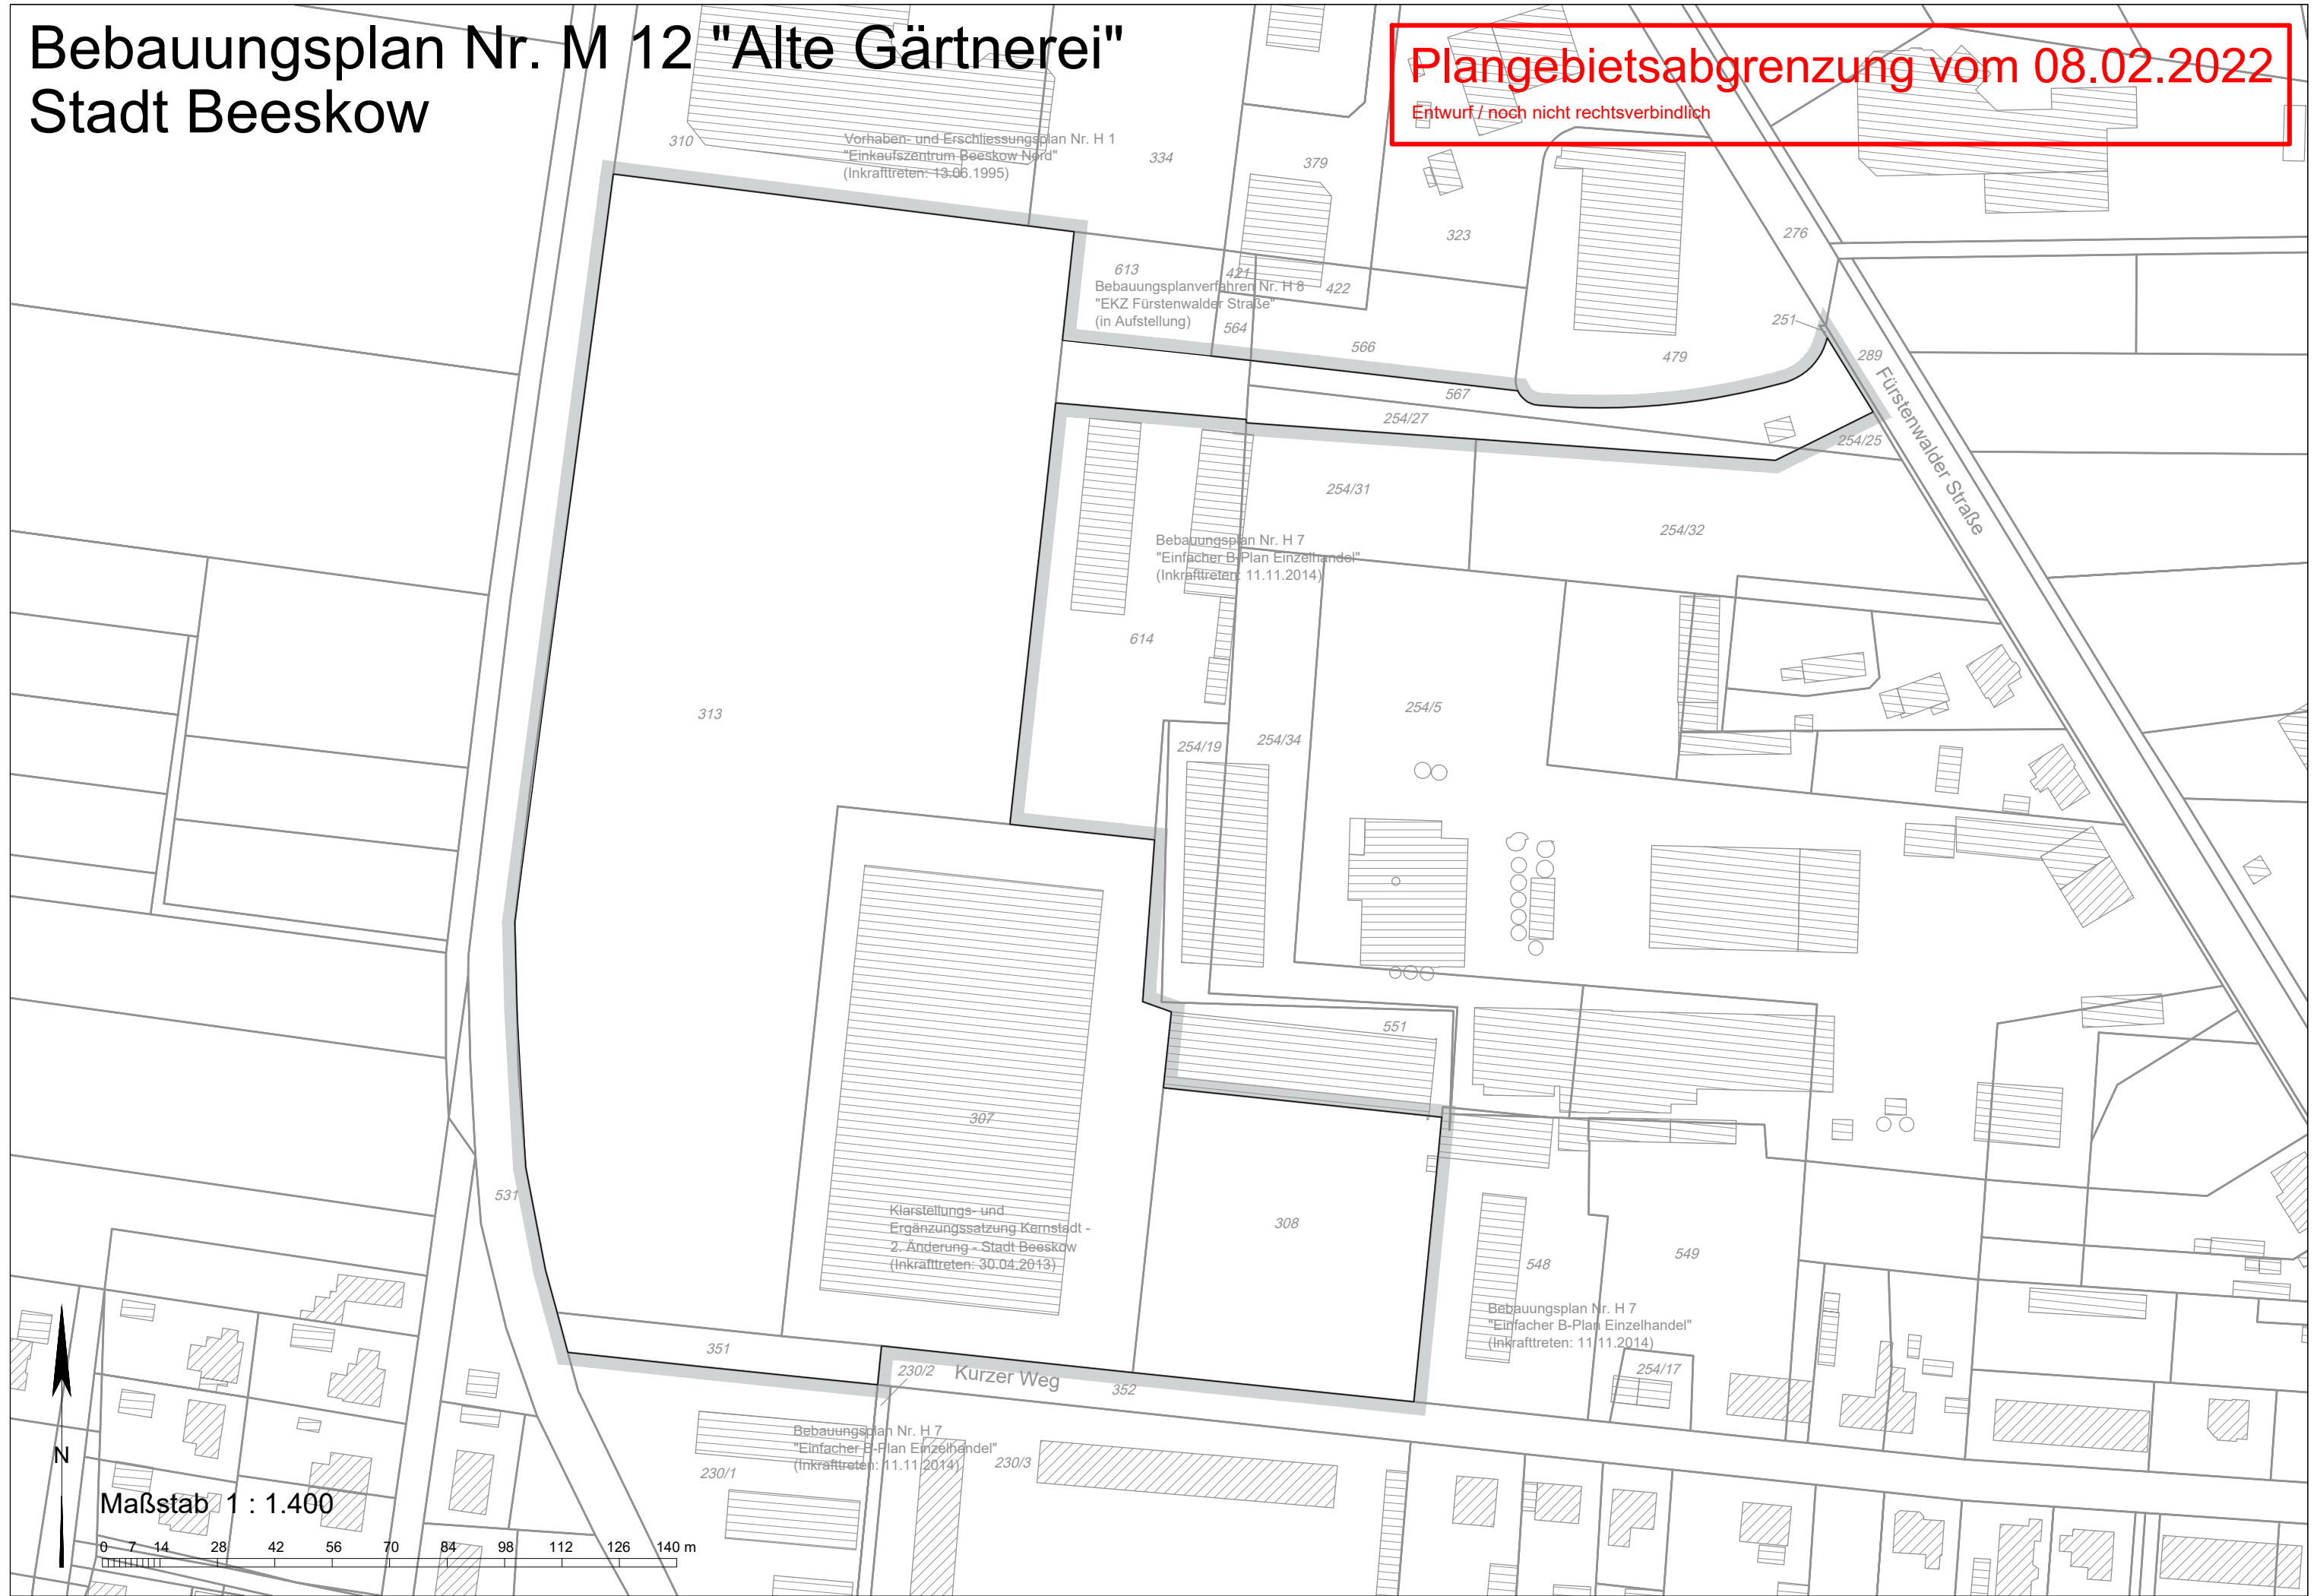 Bebauungsplan Nr. M 12 "Alte Gärtnerei"
Stadt Beeskow
Plangebietsabgrenzung vom 08.02.2022
Entwurf / noch nicht rechtsverbindlich
310
Vorhaben- und Erschliessungsplan Nr. H 1
"Einkaufszentrum Beeskow Nord"
(Inkrafttreten: 13.06.1995)
334
379
323
276
613
421
422
Bebauungsplanverfahren Nr. H 8
"EKZ Fürstenwalder Straße"
(in Aufstellung)
564
566
251
479
289
Fürstenwalder Straße
567
254/27
254/25
254/31
254/32
Bebauungsplan Nr. H 7
"Einfacher B-Plan Einzelhandel"
(Inkrafttreten: 11.11.2014)
614
313
254/5
254/19
254/34
551
307
531
Klarstellungs- und
Ergänzungssatzung Kernstadt -
2. Änderung - Stadt Beeskow
(Inkrafttreten: 30.04.2013)
308
548
549
Bebauungsplan Nr. H 7
"Einfacher B-Plan Einzelhandel"
(Inkrafttreten: 11.11.2014)
254/17
351
230/2
Kurzer Weg
352
Bebauungsplan Nr. H 7
"Einfacher B-Plan Einzelhandel"
(Inkrafttreten: 11.11.2014)
230/1
230/3
N
Maßstab 1 : 1.400
0 7 14 28 42 56 70 84 98 112 126 140 m